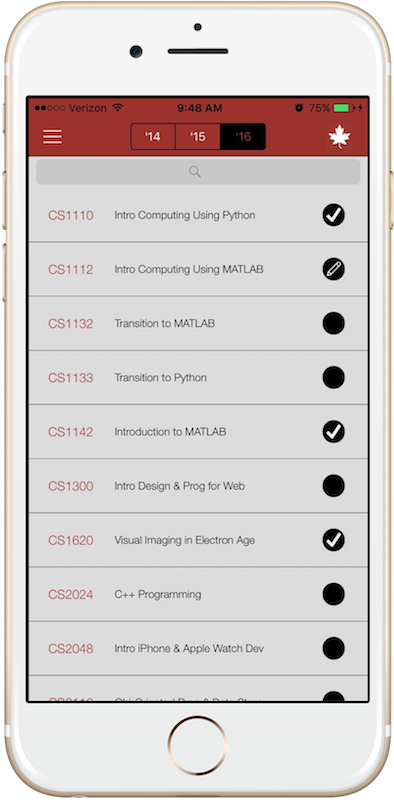 Verizon 9:48 AM 75%
'14 '15 '16
CS1110 Intro Computing Using Python
CS1112 Intro Computing Using MATLAB
CS1132 Transition to MATLAB
CS1133 Transition to Python
CS1142 Introduction to MATLAB
CS1300 Intro Design & Prog for Web
CS1620 Visual Imaging in Electron Age
CS2024 C++ Programming
CS2048 Intro iPhone & Apple Watch Dev